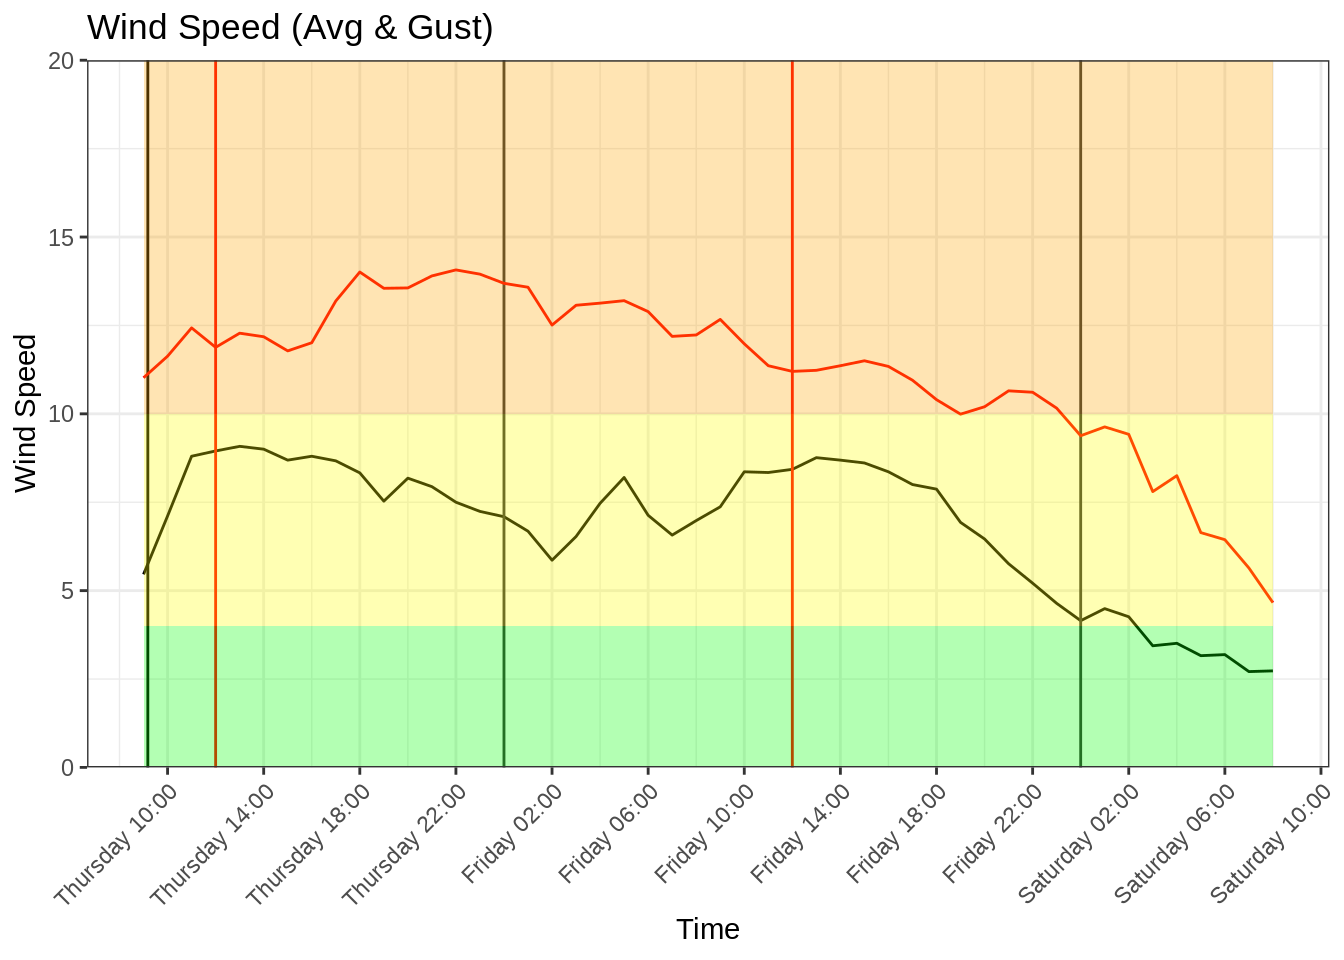 Wind Speed (Avg & Gust)
Wind Speed
20
15
10
5
0
Thursday 10:00
Thursday 14:00
Thursday 18:00
Thursday 22:00
Friday 02:00
Friday 06:00
Friday 10:00
Friday 14:00
Friday 18:00
Friday 22:00
Saturday 02:00
Saturday 06:00
Saturday 10:00
Time